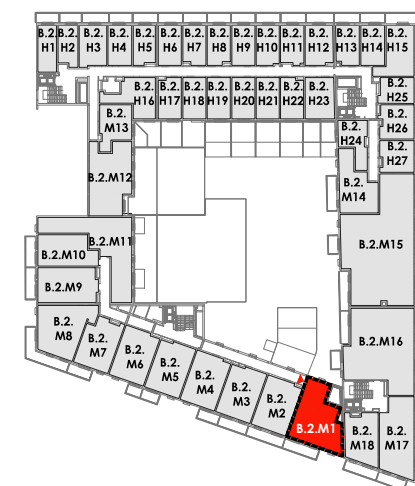 B.2. B.2. B.2. B.2. B.2. B.2. B.2. B.2. B.2. B.2. B.2. B.2. B.2. B.2. B.2.
H1 H2 H3 H4 H5 H6 H7 H8 H9 H10 H11 H12 H13 H14 H15
B.2. B.2. B.2. B.2. B.2. B.2. B.2. B.2.
H16 H17 H18 H19 H20 H21 H22 H23
B.2.
H25
B.2.
H26
B.2.
H27
B.2.
H24
B.2.
M13
B.2.M12
B.2.
M14
B.2.M11
B.2.M10
B.2.M9
B.2.M15
B.2.
M8
B.2.
M7
B.2.
M6
B.2.
M5
B.2.
M4
B.2.
M3
B.2.
M2
B.2.M1
B.2.M16
B.2.
M18
B.2.
M17